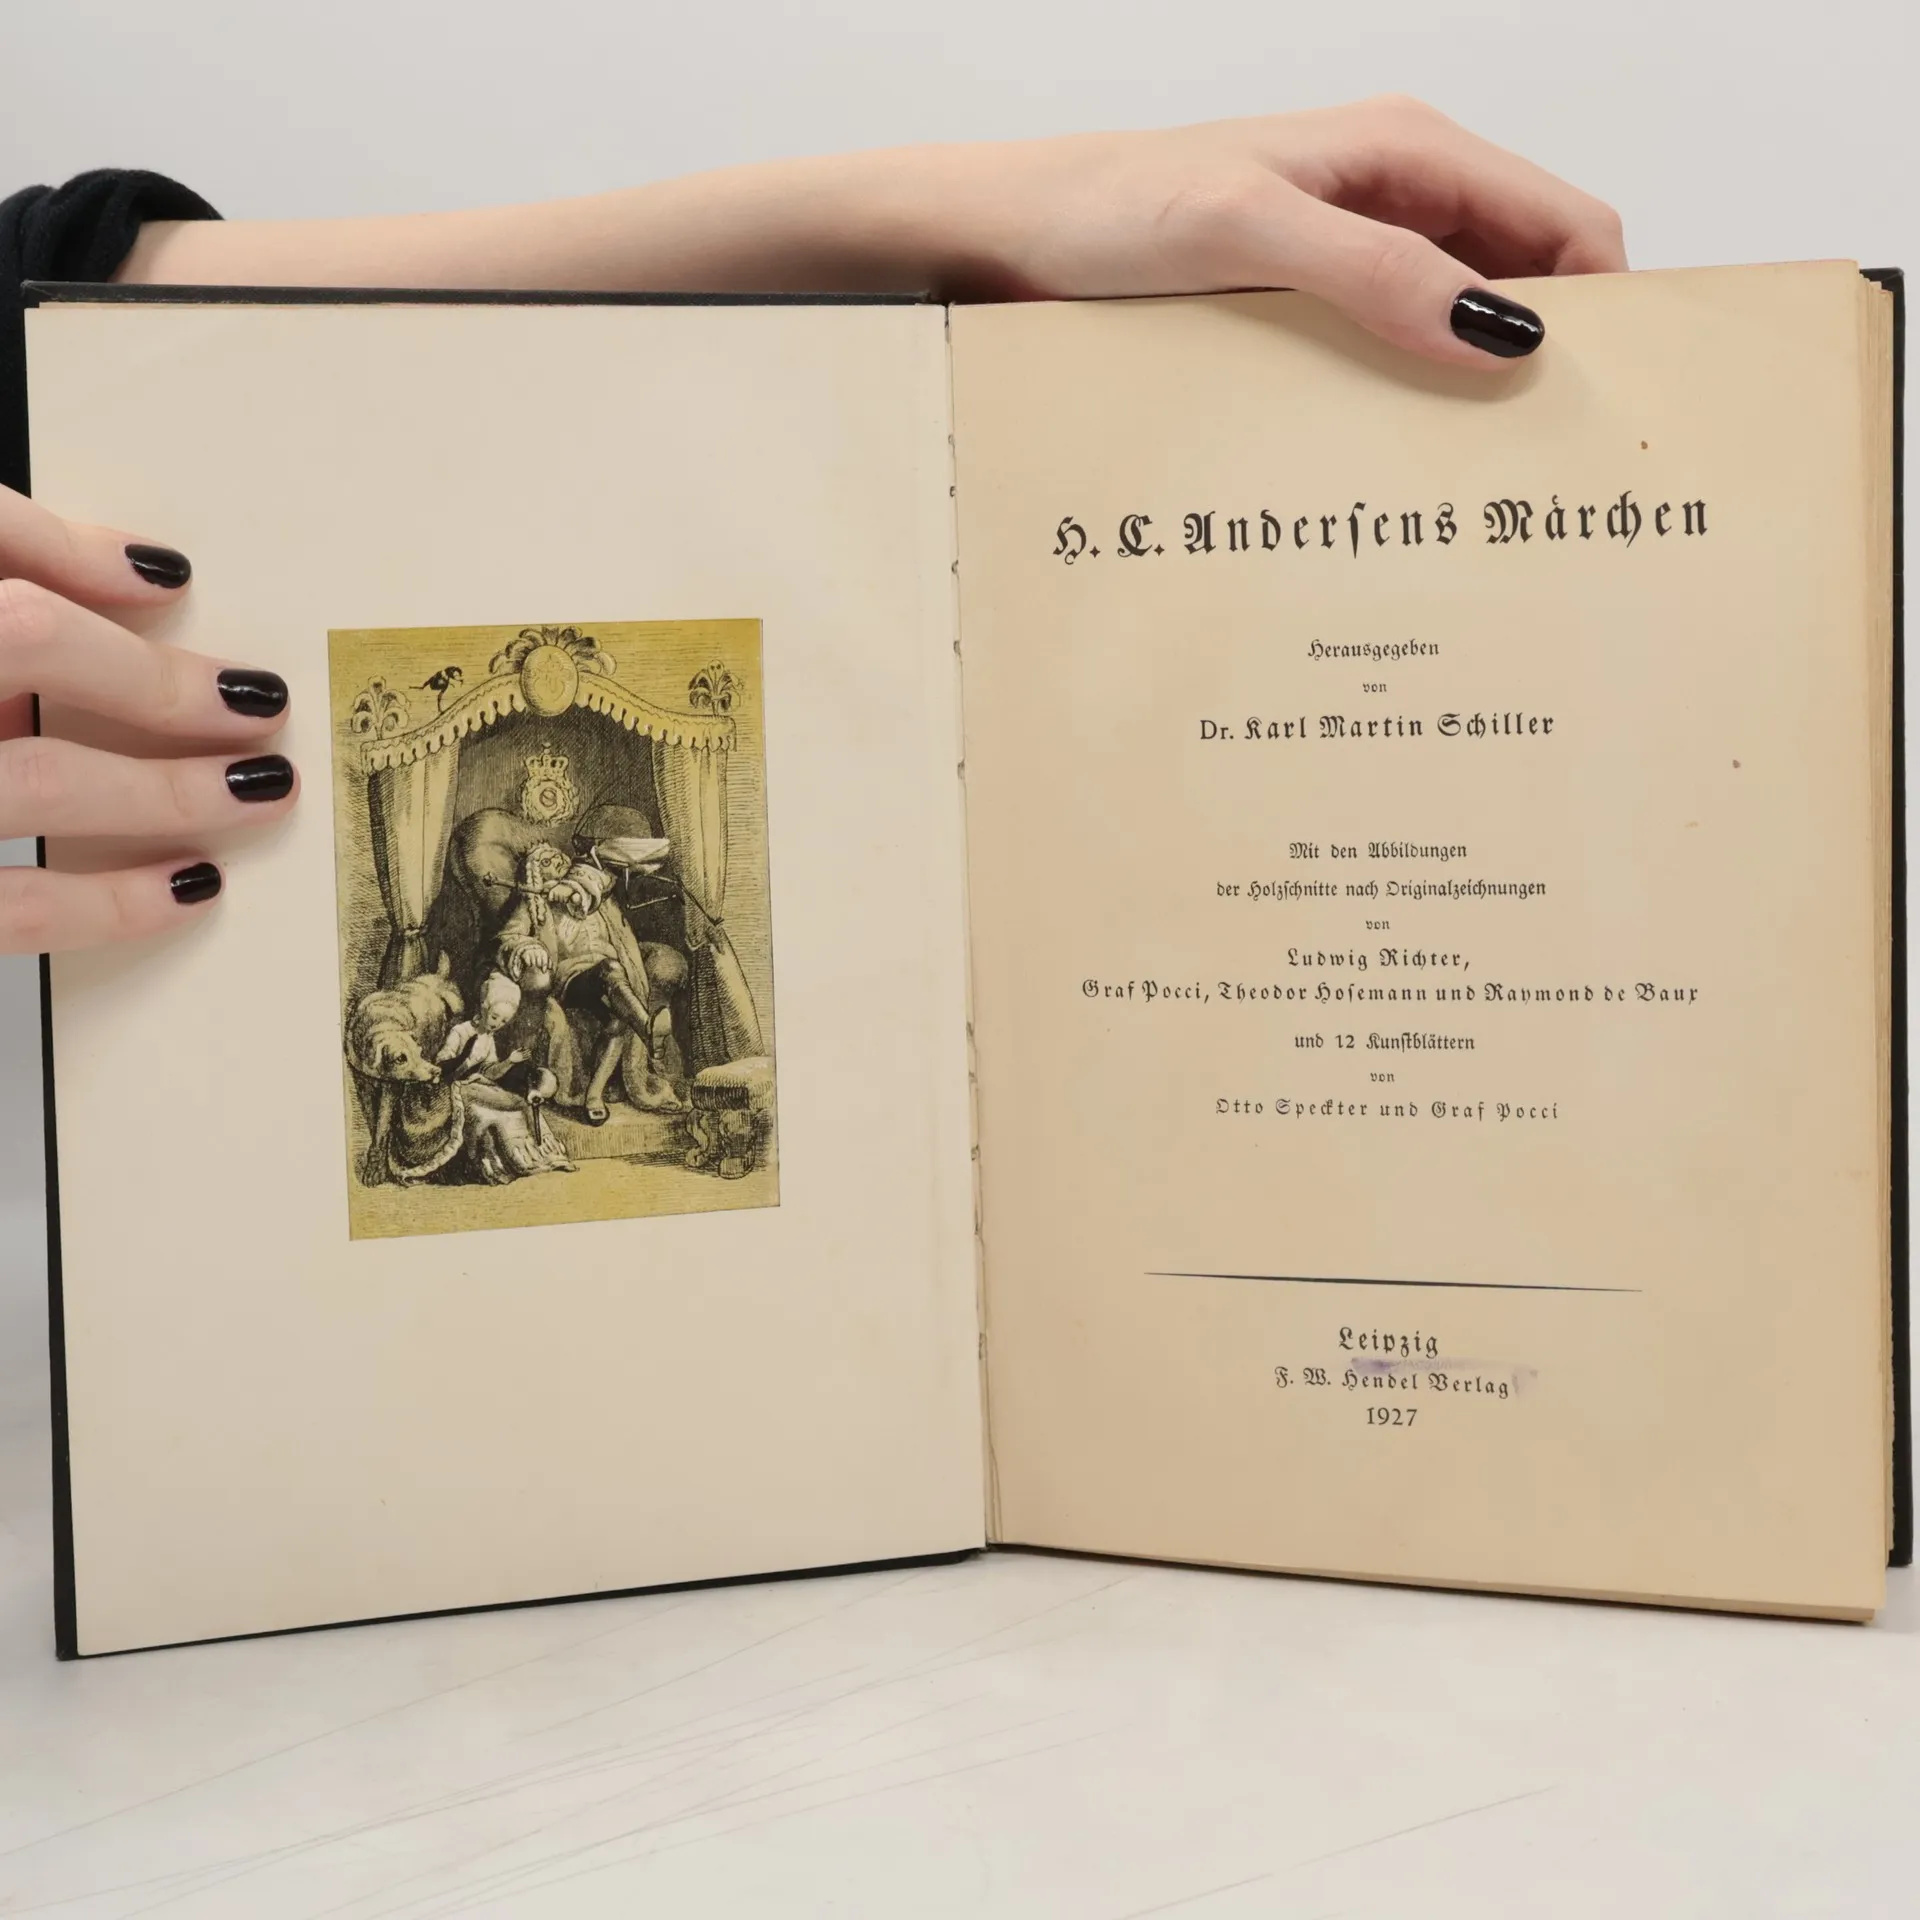 H. C. Anderſens Märchen
Herausgegeben
von
Dr. Karl Martin Schiller
Mit den Abbildungen
der Holzſchnitte nach Originalzeichnungen
von
Ludwig Richter,
Graf Pocci, Theodor Hoſemann und Raymond de Baux
und 12 Kunſtblättern
von
Otto Speckter und Graf Pocci
Leipzig
F. W. Hendel Verlag
1927